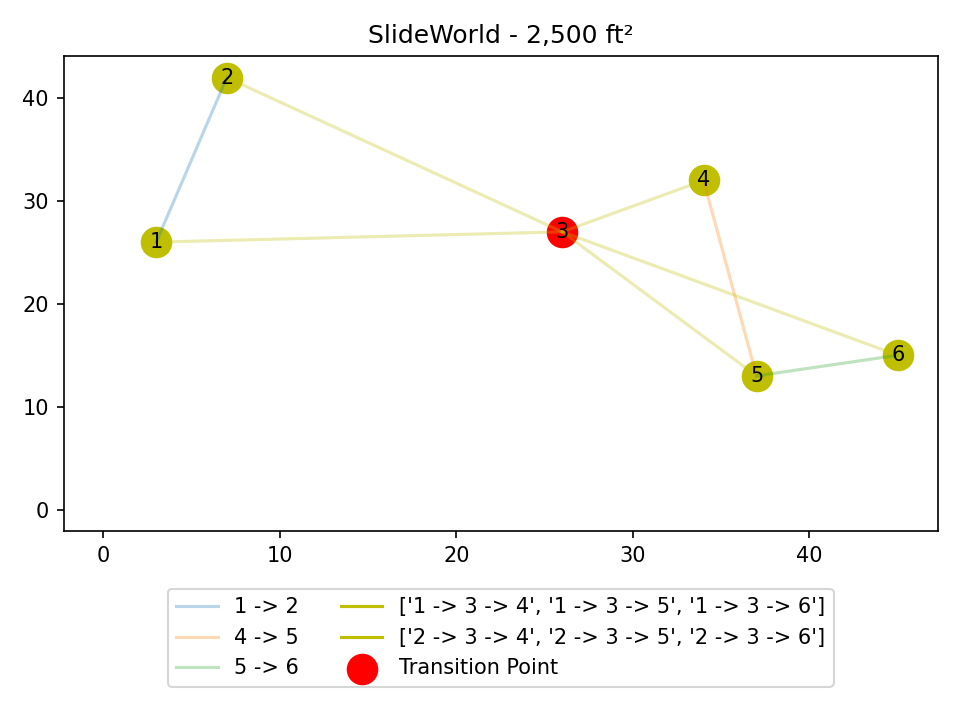 SlideWorld - 2,500 ft²
40
30
20
10
0
2
4
1
3
6
5
0 10 20 30 40
1 -> 2
4 -> 5
5 -> 6
['1 -> 3 -> 4', '1 -> 3 -> 5', '1 -> 3 -> 6']
['2 -> 3 -> 4', '2 -> 3 -> 5', '2 -> 3 -> 6']
Transition Point